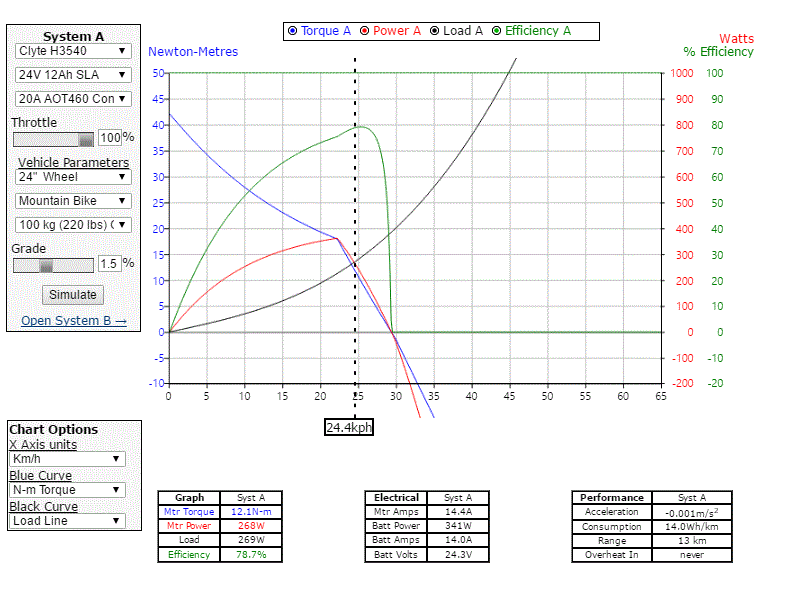 System A
Clyte H3540
24V 12Ah SLA
20A AOT460 Con
Throttle
100 %
Vehicle Parameters
24" Wheel
Mountain Bike
100 kg (220 lbs) (
Grade
1.5 %
Simulate
Open System B →
Chart Options
X Axis units
Km/h
Blue Curve
N-m Torque
Black Curve
Load Line
Torque A Power A Load A Efficiency A
Newton-Metres
Watts
% Efficiency
50 1000 100
45 900 90
40 800 80
35 700 70
30 600 60
25 500 50
20 400 40
15 300 30
10 200 20
5 100 10
0 0 0
-5 -100 -10
-10 -200 -20
0 5 10 15 20 25 30 35 40 45 50 55 60 65
24.4kph
Graph Syst A
Mtr Torque 12.1N-m
Mtr Power 268W
Load 269W
Efficiency 78.7%
Electrical Syst A
Mtr Amps 14.4A
Batt Power 341W
Batt Amps 14.0A
Batt Volts 24.3V
Performance Syst A
Acceleration -0.001m/s²
Consumption 14.0Wh/km
Range 13 km
Overheat In never